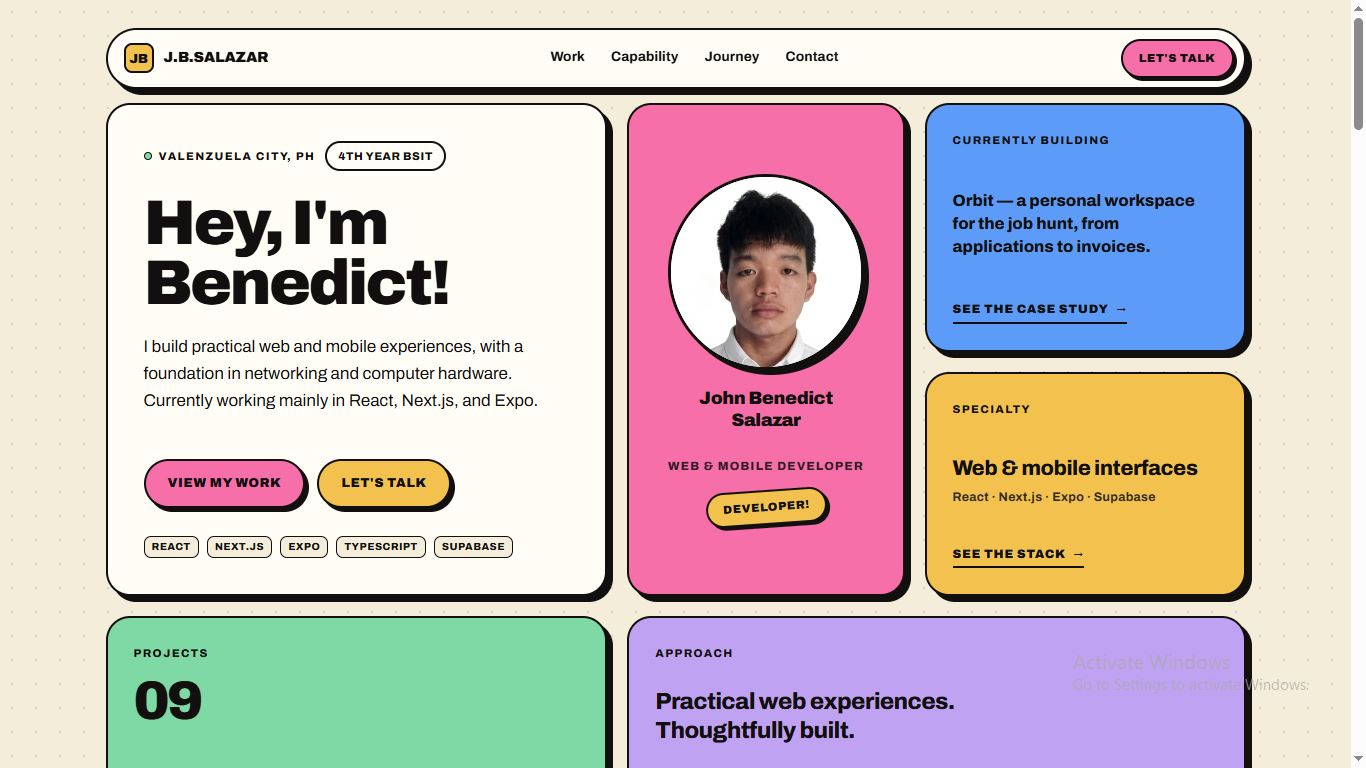 JB J.B.SALAZAR Work Capability Journey Contact LET'S TALK
VALENZUELA CITY, PH 4TH YEAR BSIT
Hey, I'm
Benedict!
I build practical web and mobile experiences, with a
foundation in networking and computer hardware.
Currently working mainly in React, Next.js, and Expo.
VIEW MY WORK LET'S TALK
REACT NEXT.JS EXPO TYPESCRIPT SUPABASE
John Benedict
Salazar
WEB & MOBILE DEVELOPER
DEVELOPER!
CURRENTLY BUILDING
Orbit — a personal workspace
for the job hunt, from
applications to invoices.
SEE THE CASE STUDY →
SPECIALTY
Web & mobile interfaces
React · Next.js · Expo · Supabase
SEE THE STACK →
PROJECTS
09
APPROACH
Practical web experiences.
Thoughtfully built.
Activate Windows
Go to Settings to activate Windows.